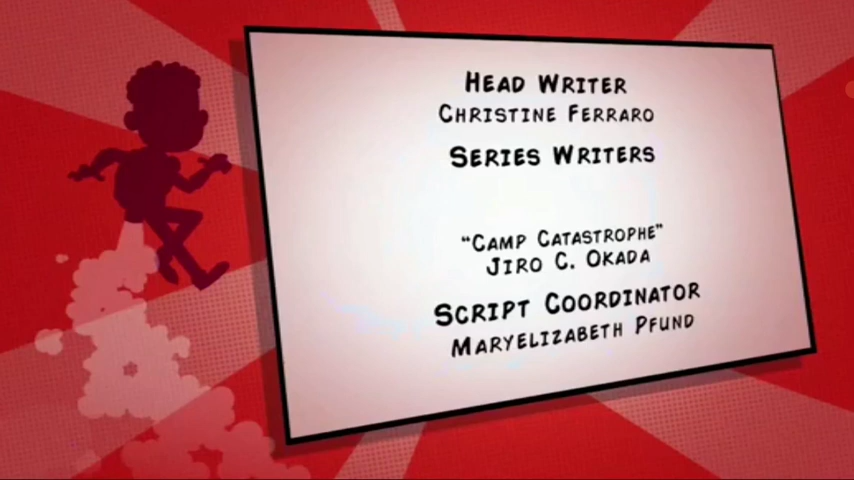 HEAD WRITER
CHRISTINE FERRARO
SERIES WRITERS
"CAMP CATASTROPHE"
JIRO C. OKADA
SCRIPT COORDINATOR
MARYELIZABETH PFUND